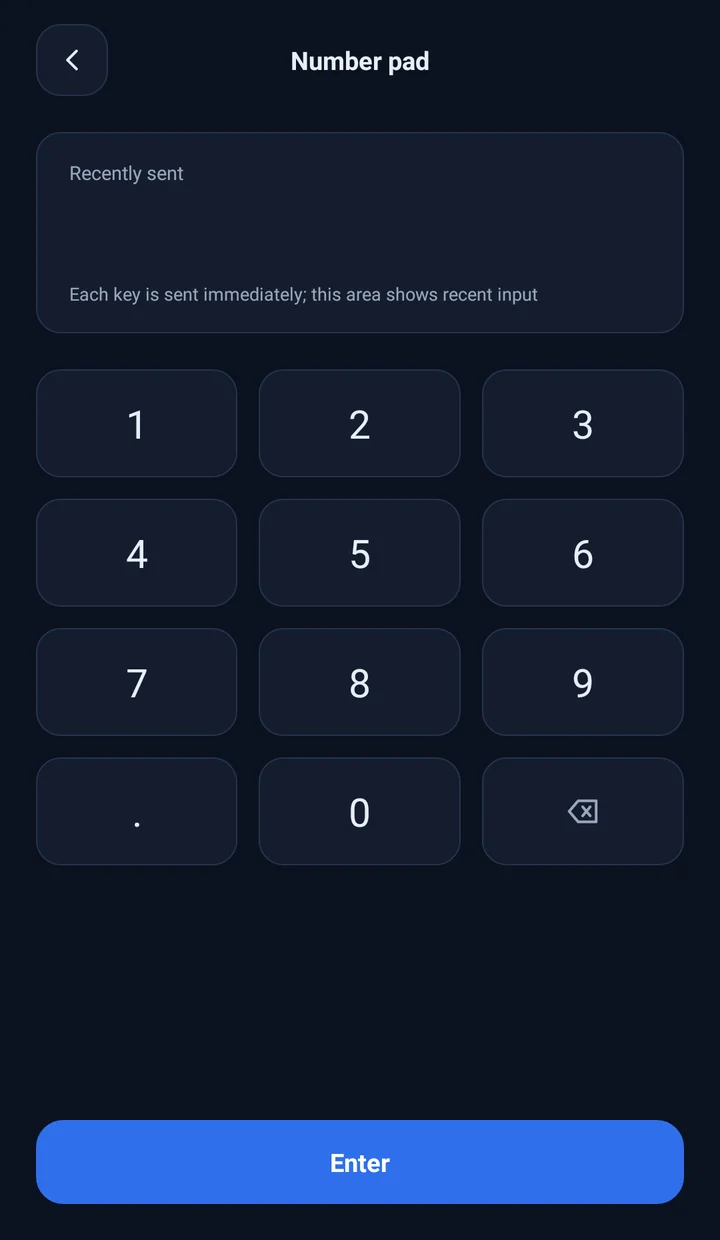 Number pad
Recently sent
Each key is sent immediately; this area shows recent input
1 2 3
4 5 6
7 8 9
. 0
Enter